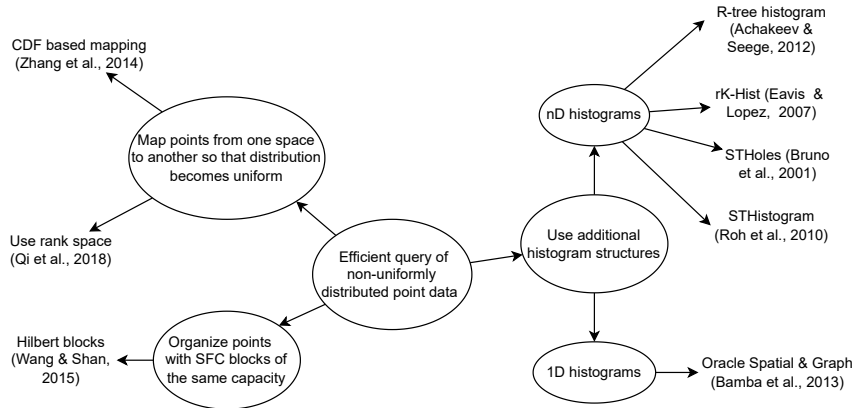 CDF based mapping
(Zhang et al., 2014)
Map points from one space
to another so that distribution
becomes uniform
Use rank space
(Qi et al., 2018)
Efficient query of
non-uniformly
distributed point data
Hilbert blocks
(Wang & Shan,
2015)
Organize points
with SFC blocks of
the same capacity
R-tree histogram
(Achakeev &
Seege, 2012)
nD histograms
rK-Hist (Eavis &
Lopez, 2007)
STHoles (Bruno
et al., 2001)
STHistogram
(Roh et al., 2010)
Use additional
histogram structures
1D histograms
Oracle Spatial & Graph
(Bamba et al., 2013)